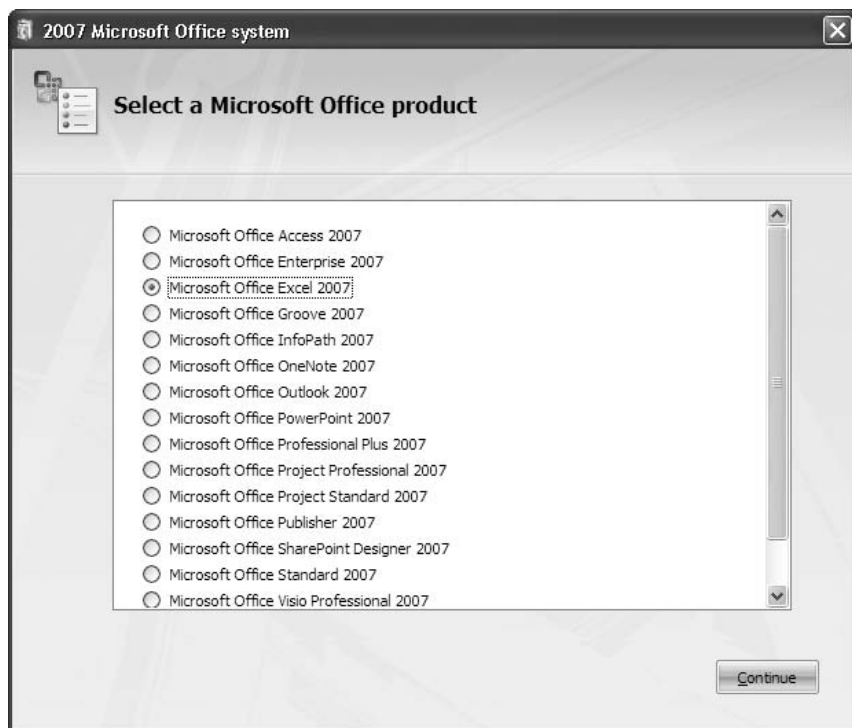 2007 Microsoft Office system
Select a Microsoft Office product
Microsoft Office Access 2007
Microsoft Office Enterprise 2007
Microsoft Office Excel 2007
Microsoft Office Groove 2007
Microsoft Office InfoPath 2007
Microsoft Office OneNote 2007
Microsoft Office Outlook 2007
Microsoft Office PowerPoint 2007
Microsoft Office Professional Plus 2007
Microsoft Office Project Professional 2007
Microsoft Office Project Standard 2007
Microsoft Office Publisher 2007
Microsoft Office SharePoint Designer 2007
Microsoft Office Standard 2007
Microsoft Office Visio Professional 2007
Continue